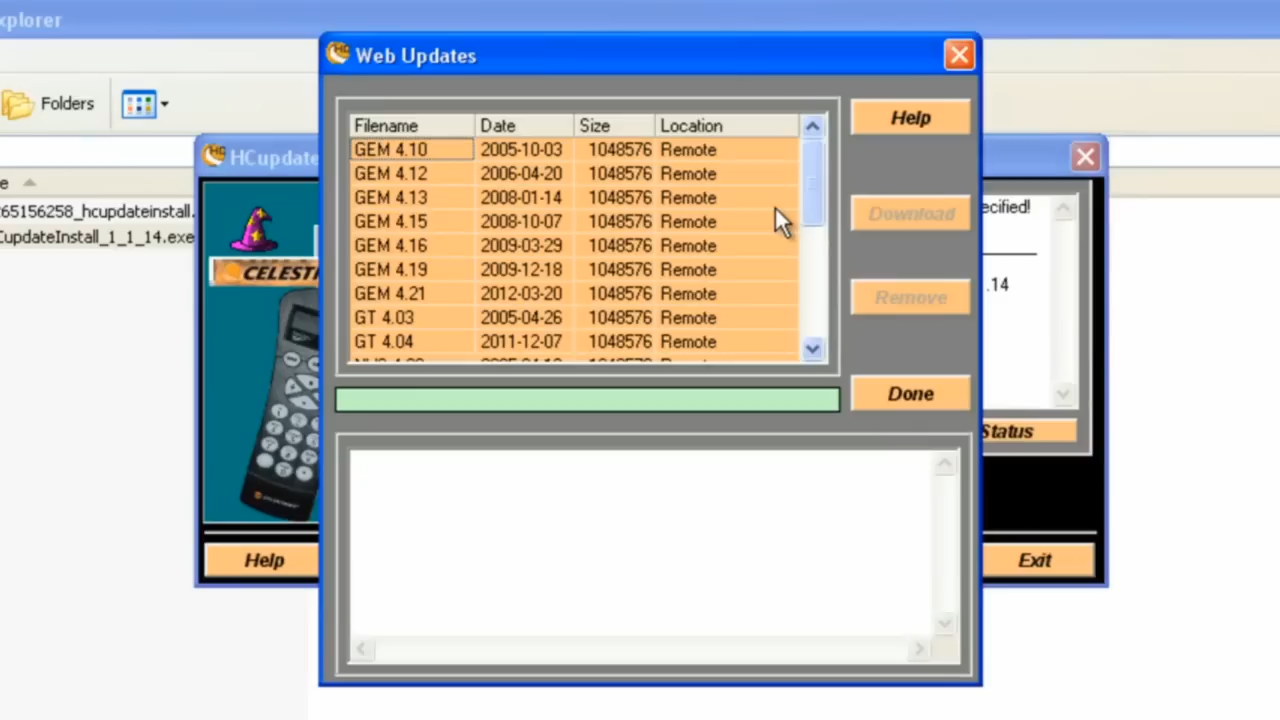 xplorer
Web Updates
Folders
Filename Date Size Location
GEM 4.10 2005-10-03 1048576 Remote
GEM 4.12 2006-04-20 1048576 Remote
GEM 4.13 2008-01-14 1048576 Remote
GEM 4.15 2008-10-07 1048576 Remote
GEM 4.16 2009-03-29 1048576 Remote
GEM 4.19 2009-12-18 1048576 Remote
GEM 4.21 2012-03-20 1048576 Remote
GT 4.03 2005-04-26 1048576 Remote
GT 4.04 2011-12-07 1048576 Remote
Help
Download
Remove
Done
HCupdate
e
65156258_hcupdateinstall.
CupdateInstall_1_1_14.exe
CELEST
ecified!
.14
Status
Help
Exit